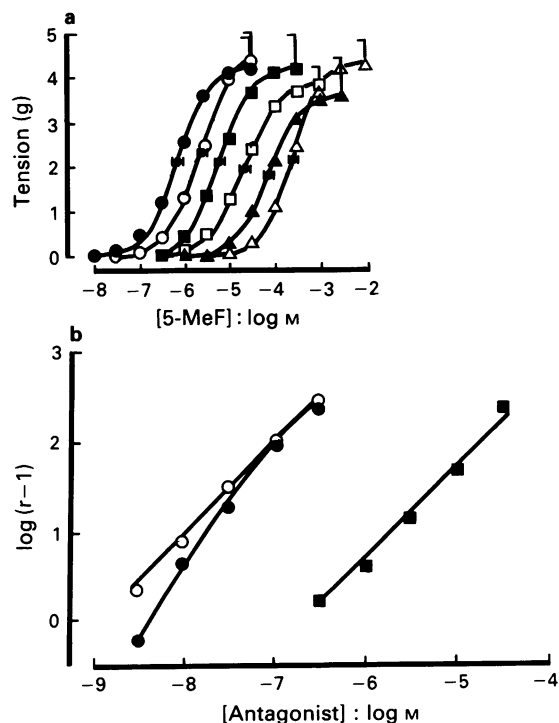 a
5
4
3
2
1
0
Tension (g)
−8 −7 −6 −5 −4 −3 −2
[5-MeF] : log M
b
3
2
1
0
log (r−1)
−9 −8 −7 −6 −5 −4
[Antagonist] : log M